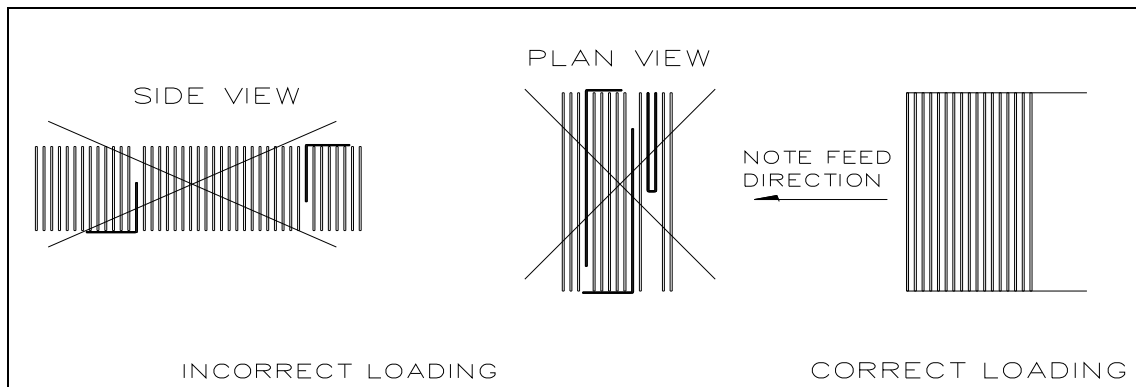 SIDE VIEW
PLAN VIEW
NOTE FEED
DIRECTION
INCORRECT LOADING
CORRECT LOADING